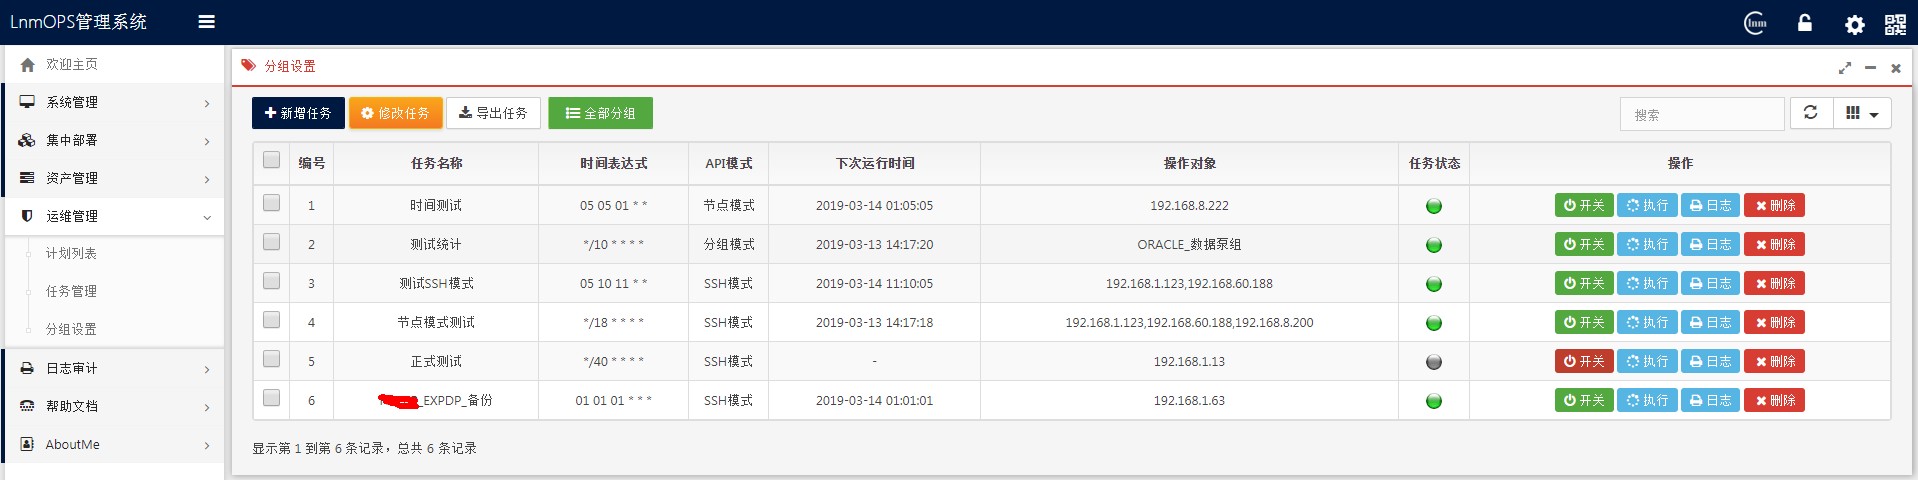 LnmOPS管理系统
lnm
欢迎主页
系统管理
集中部署
资产管理
运维管理
计划列表
任务管理
分组设置
日志审计
帮助文档
AboutMe
分组设置
新增任务 修改任务 导出任务 全部分组 搜索
编号 任务名称 时间表达式 API模式 下次运行时间 操作对象 任务状态 操作
1 时间测试 05 05 01 * * 节点模式 2019-03-14 01:05:05 192.168.8.222 开关 执行 日志 删除
2 测试统计 */10 * * * * 分组模式 2019-03-13 14:17:20 ORACLE_数据泵组 开关 执行 日志 删除
3 测试SSH模式 05 10 11 * * SSH模式 2019-03-14 11:10:05 192.168.1.123,192.168.60.188 开关 执行 日志 删除
4 节点模式测试 */18 * * * * SSH模式 2019-03-13 14:17:18 192.168.1.123,192.168.60.188,192.168.8.200 开关 执行 日志 删除
5 正式测试 */40 * * * * SSH模式 - 192.168.1.13 开关 执行 日志 删除
6 _EXPDP_备份 01 01 01 * * * SSH模式 2019-03-14 01:01:01 192.168.1.63 开关 执行 日志 删除
显示第 1 到第 6 条记录，总共 6 条记录